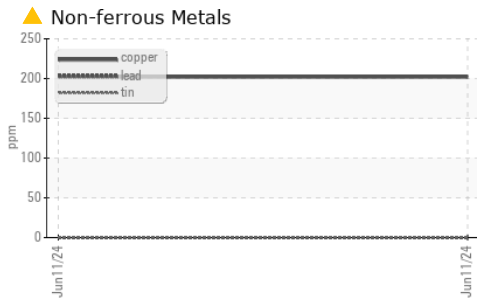 Non-ferrous Metals
250
200
150
100
50
0
ppm
copper
lead
tin
Jun11/24
Jun11/24